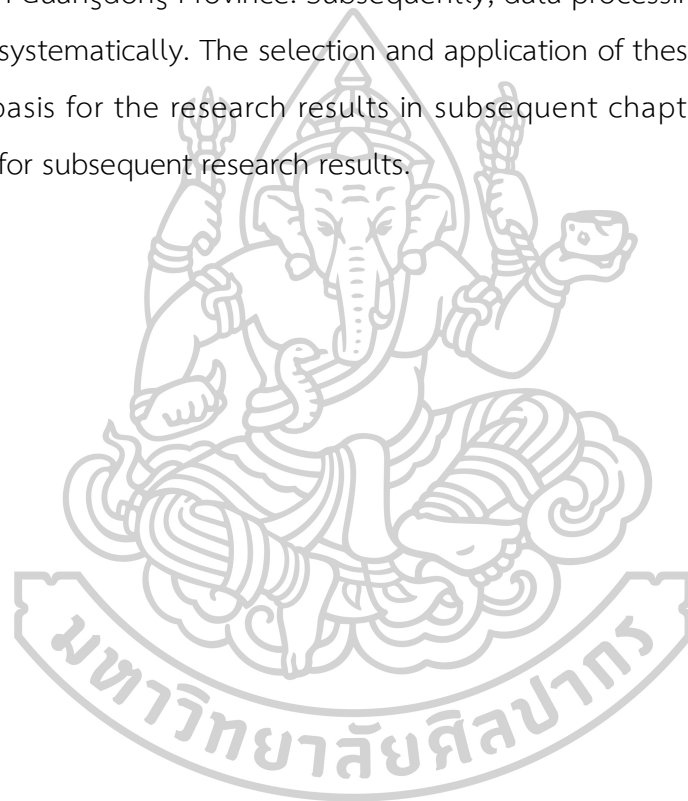 Guangdong Province. Subsequently, data processin
systematically. The selection and application of thes
basis for the research results in subsequent chapt
for subsequent research results.
มหาวิทยาลัยศิลปากร